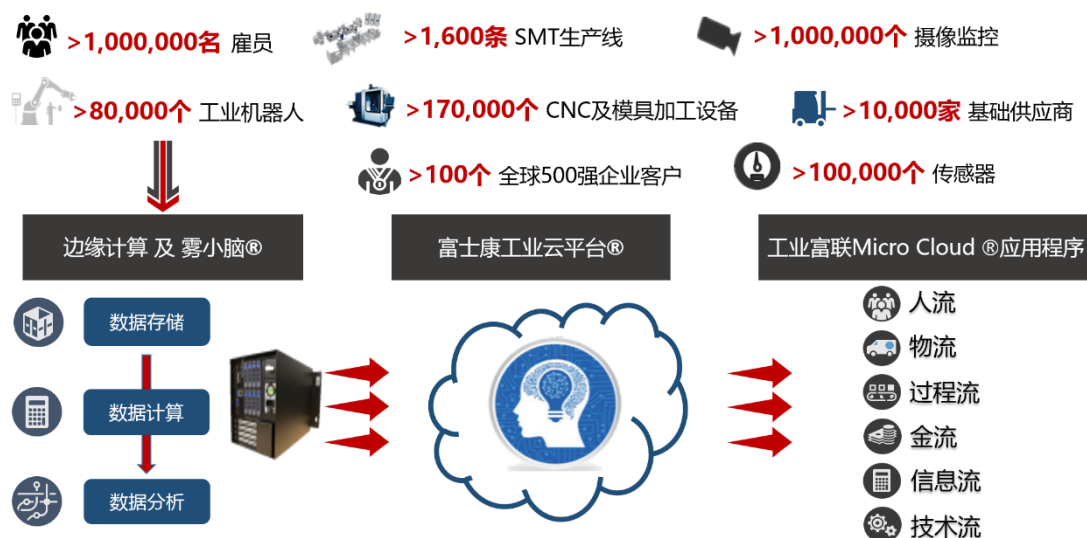 >1,000,000名 雇员
>1,600条 SMT生产线
>1,000,000个 摄像监控
>80,000个 工业机器人
>170,000个 CNC及模具加工设备
>10,000家 基础供应商
>100个 全球500强企业客户
>100,000个 传感器
边缘计算 及 雾小脑®
富士康工业云平台®
工业富联Micro Cloud ®应用程序
数据存储
数据计算
数据分析
人流
物流
过程流
金流
信息流
技术流